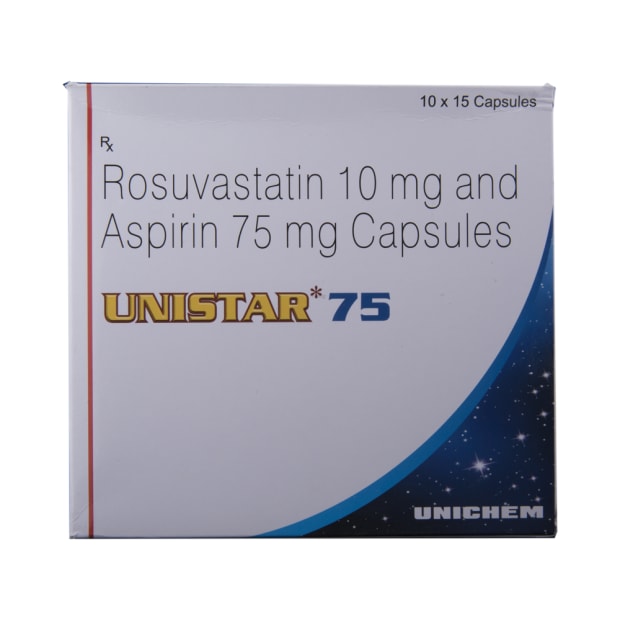 10 x 15 Capsules
Rx
Rosuvastatin 10 mg and
Aspirin 75 mg Capsules
UNISTAR* 75
UNICHEM